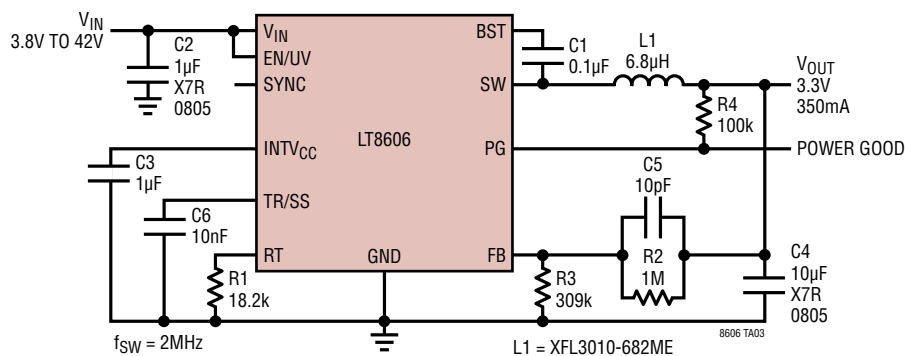 VIN
3.8V TO 42V
C2
1µF
X7R
0805
VIN
EN/UV
SYNC
INTVCC
TR/SS
RT
LT8606
GND
BST
SW
PG
FB
C1
0.1µF
L1
6.8µH
VOUT
3.3V
350mA
R4
100k
POWER GOOD
C3
1µF
C6
10nF
R1
18.2k
C5
10pF
R2
1M
R3
309k
C4
10µF
X7R
0805
8606 TA03
fSW = 2MHz
L1 = XFL3010-682ME